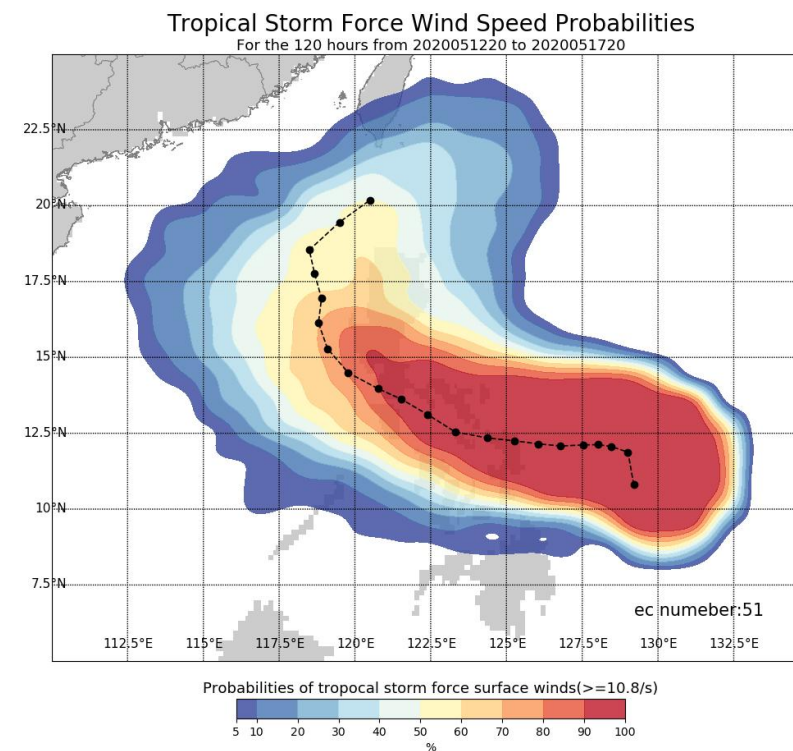 Tropical Storm Force Wind Speed Probabilities
For the 120 hours from 2020051220 to 2020051720
22.5°N
20°N
17.5°N
15°N
12.5°N
10°N
7.5°N
ec numeber:51
112.5°E 115°E 117.5°E 120°E 122.5°E 125°E 127.5°E 130°E 132.5°E
Probabilities of tropocal storm force surface winds(>=10.8/s)
5 10 20 30 40 50 60 70 80 90 100
%